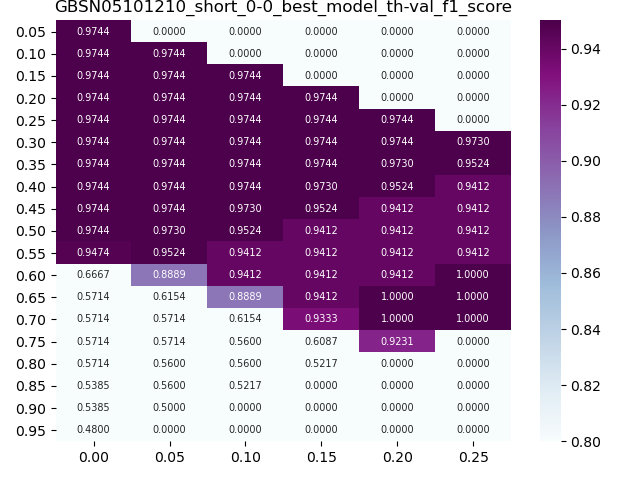 GBSN05101210_short_0-0_best_model_th-val_f1_score
0.05 0.9744 0.0000 0.0000 0.0000 0.0000 0.0000
0.10 0.9744 0.9744 0.0000 0.0000 0.0000 0.0000
0.15 0.9744 0.9744 0.9744 0.0000 0.0000 0.0000
0.20 0.9744 0.9744 0.9744 0.9744 0.0000 0.0000
0.25 0.9744 0.9744 0.9744 0.9744 0.9744 0.0000
0.30 0.9744 0.9744 0.9744 0.9744 0.9744 0.9730
0.35 0.9744 0.9744 0.9744 0.9744 0.9730 0.9524
0.40 0.9744 0.9744 0.9744 0.9730 0.9524 0.9412
0.45 0.9744 0.9744 0.9730 0.9524 0.9412 0.9412
0.50 0.9744 0.9730 0.9524 0.9412 0.9412 0.9412
0.55 0.9474 0.9524 0.9412 0.9412 0.9412 0.9412
0.60 0.6667 0.8889 0.9412 0.9412 0.9412 1.0000
0.65 0.5714 0.6154 0.8889 0.9412 1.0000 1.0000
0.70 0.5714 0.5714 0.6154 0.9333 1.0000 1.0000
0.75 0.5714 0.5714 0.5600 0.6087 0.9231 0.0000
0.80 0.5714 0.5600 0.5600 0.5217 0.0000 0.0000
0.85 0.5385 0.5600 0.5217 0.0000 0.0000 0.0000
0.90 0.5385 0.5000 0.0000 0.0000 0.0000 0.0000
0.95 0.4800 0.0000 0.0000 0.0000 0.0000 0.0000
0.00 0.05 0.10 0.15 0.20 0.25
0.94
0.92
0.90
0.88
0.86
0.84
0.82
0.80